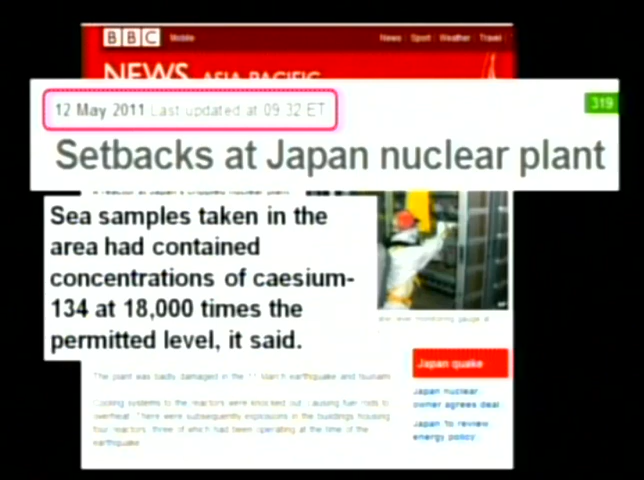 BBC Mobile News Sport Weather Travel
NEWS ASIA-PACIFIC
12 May 2011 Last updated at 09:32 ET
319
Setbacks at Japan nuclear plant
Sea samples taken in the
area had contained
concentrations of caesium-
134 at 18,000 times the
permitted level, it said.
The plant was badly damaged in the 11 March earthquake and tsunami
Cooling systems to the reactors were knocked out causing fuel rods to
overheat. There were subsequently explosions in the buildings housing
four reactors, three of which had been operating at the time of the
earthquake
Japan quake
Japan nuclear
owner agrees deal
Japan to review
energy policy